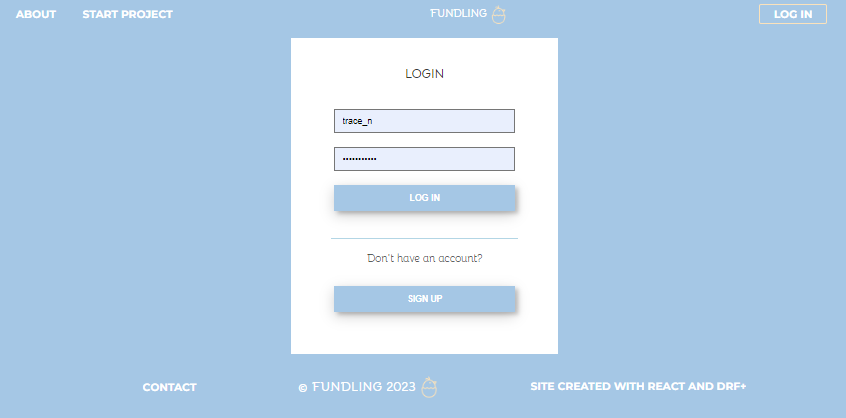 ABOUT START PROJECT FUNDLING LOG IN
LOGIN
trace_n
•••••••••••
LOG IN
Don't have an account?
SIGN UP
CONTACT © FUNDLING 2023 SITE CREATED WITH REACT AND DRF+